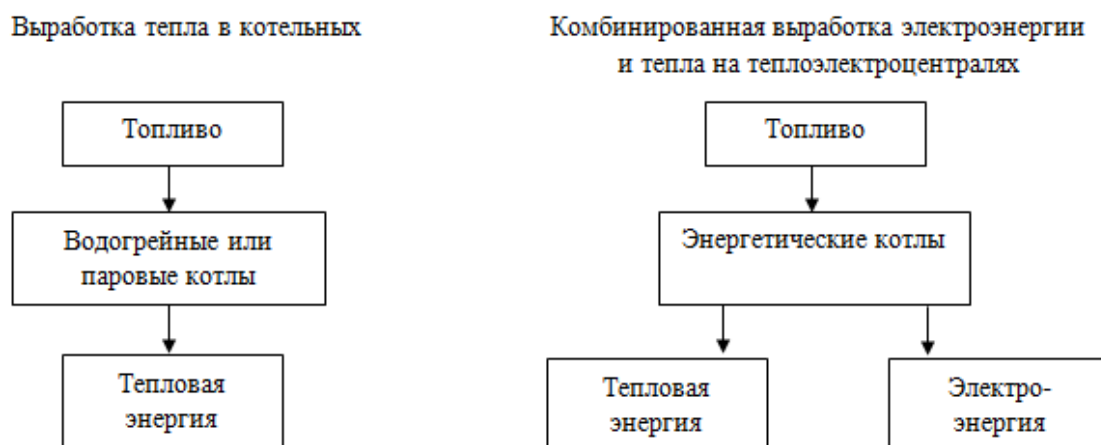 Выработка тепла в котельных
Топливо
Водогрейные или
паровые котлы
Тепловая
энергия
Комбинированная выработка электроэнергии
и тепла на теплоэлектроцентралях
Топливо
Энергетические котлы
Тепловая
энергия
Электро-
энергия